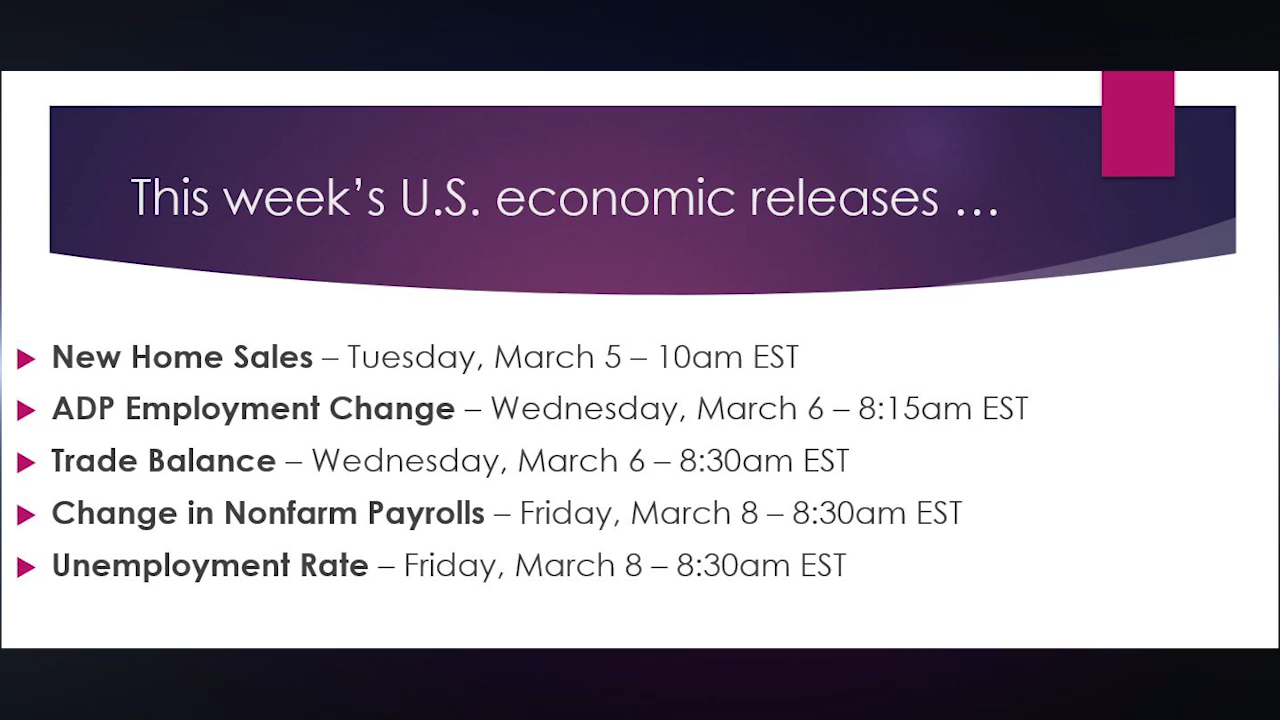 This week’s U.S. economic releases …
New Home Sales – Tuesday, March 5 – 10am EST
ADP Employment Change – Wednesday, March 6 – 8:15am EST
Trade Balance – Wednesday, March 6 – 8:30am EST
Change in Nonfarm Payrolls – Friday, March 8 – 8:30am EST
Unemployment Rate – Friday, March 8 – 8:30am EST